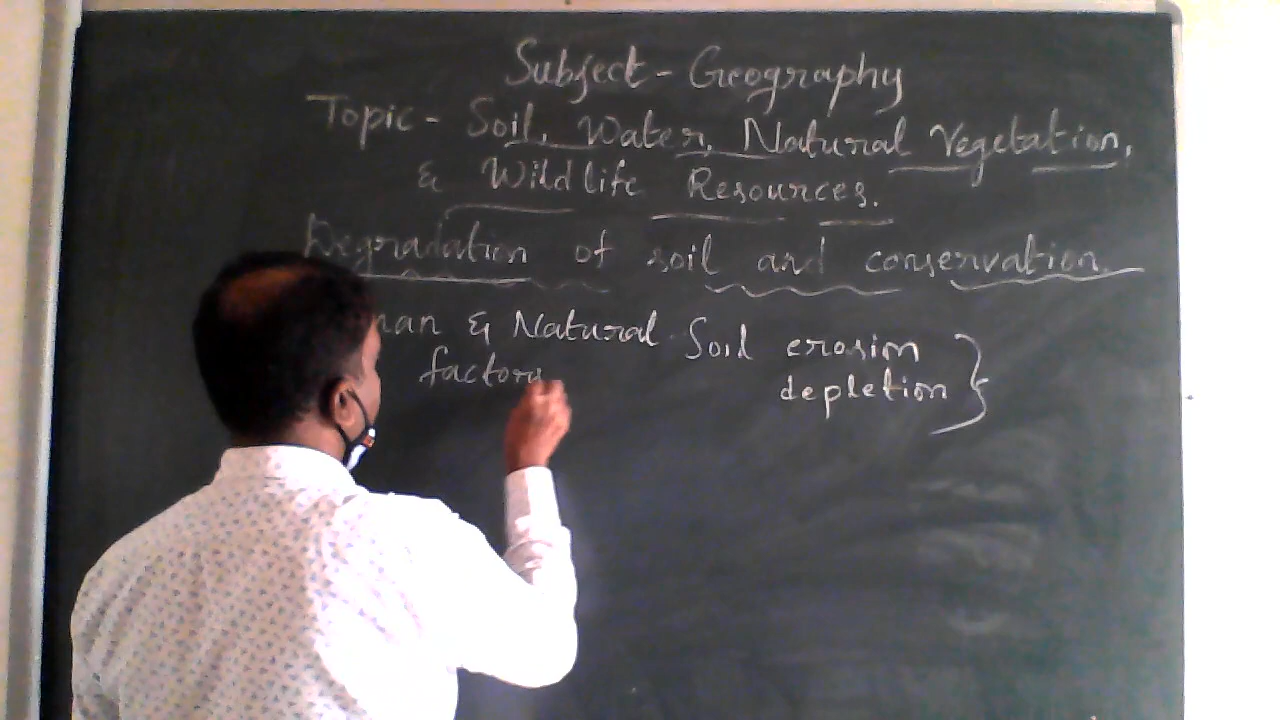 Subject - Geography
Topic - Soil, Water, Natural Vegetation,
& Wildlife Resources.
Degradation of soil and conservation.
man & Natural Soil erosion
factors depletion }